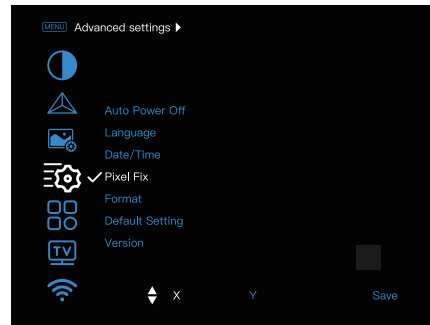 MENU Advanced settings
Auto Power Off
Language
Date/Time
Pixel Fix
Format
Default Setting
TV Version
X Y Save